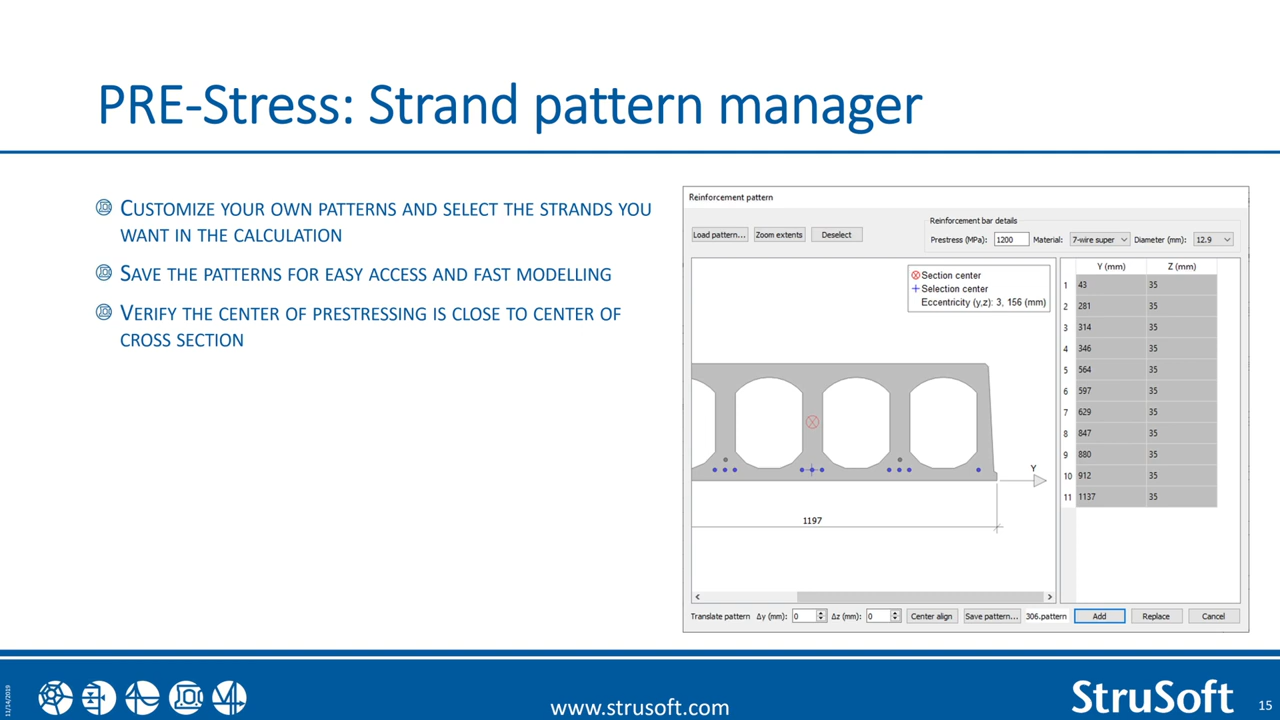 PRE-Stress: Strand pattern manager
CUSTOMIZE YOUR OWN PATTERNS AND SELECT THE STRANDS YOU
WANT IN THE CALCULATION
SAVE THE PATTERNS FOR EASY ACCESS AND FAST MODELLING
VERIFY THE CENTER OF PRESTRESSING IS CLOSE TO CENTER OF
CROSS SECTION
Reinforcement pattern
Load pattern... Zoom extents Deselect
Reinforcement bar details
Prestress (MPa): 1200 Material: 7-wire super Diameter (mm): 12.9
Section center
Selection center
Eccentricity (y,z): 3, 156 (mm)
Y
1197
Y (mm) Z (mm)
1 43 35
2 281 35
3 314 35
4 346 35
5 564 35
6 597 35
7 629 35
8 847 35
9 880 35
10 912 35
11 1137 35
Translate pattern Δy (mm): 0 Δz (mm): 0 Center align Save pattern... 306.pattern Add Replace Cancel
11/14/2019
www.strusoft.com
StruSoft
15